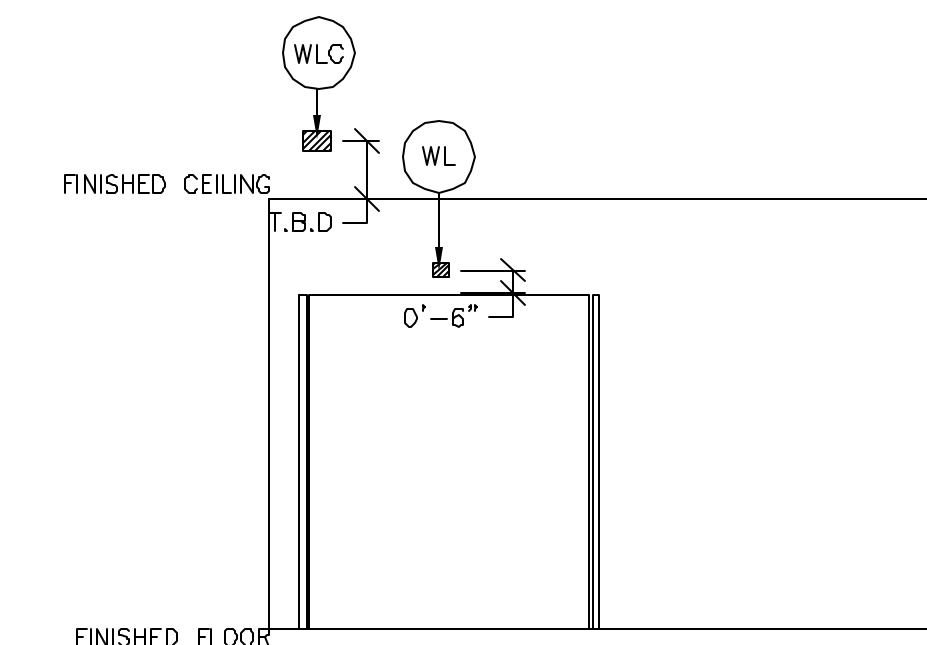 WLC
WL
FINISHED CEILING
T.B.D
0'-6"
FINISHED FLOOR